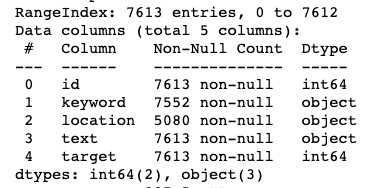 RangeIndex: 7613 entries, 0 to 7612
Data columns (total 5 columns):
 #   Column    Non-Null Count  Dtype
---  ------    --------------  -----
 0   id        7613 non-null   int64
 1   keyword   7552 non-null   object
 2   location  5080 non-null   object
 3   text      7613 non-null   object
 4   target    7613 non-null   int64
dtypes: int64(2), object(3)